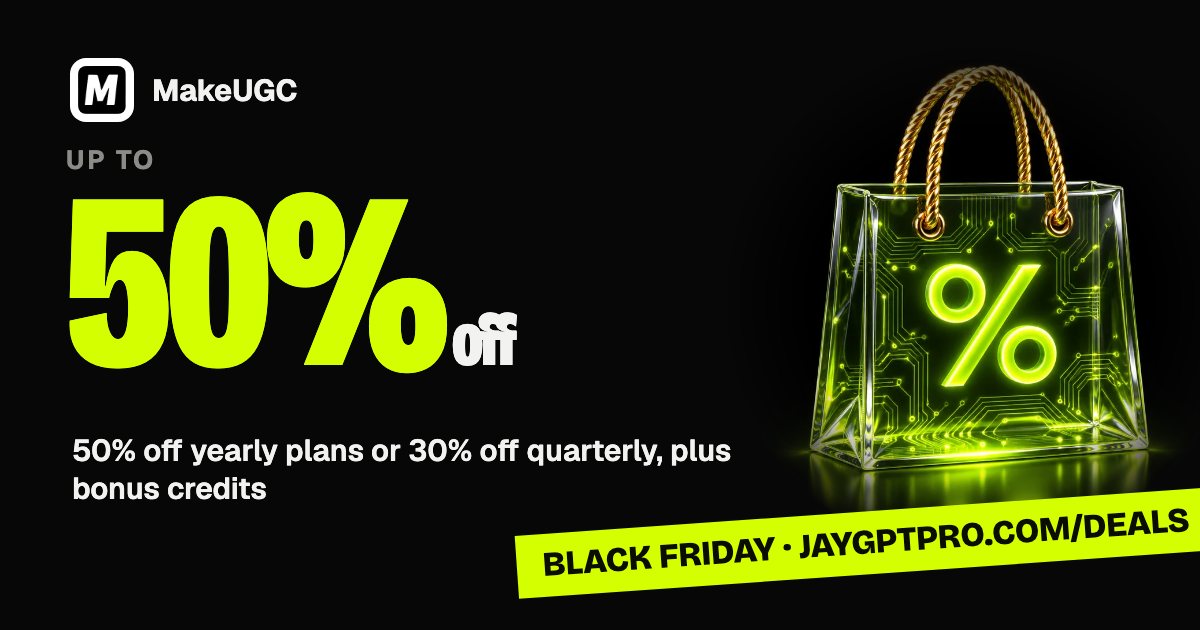 M
MakeUGC
UP TO
50% off
50% off yearly plans or 30% off quarterly, plus
bonus credits
%
BLACK FRIDAY · JAYGPTPRO.COM/DEALS